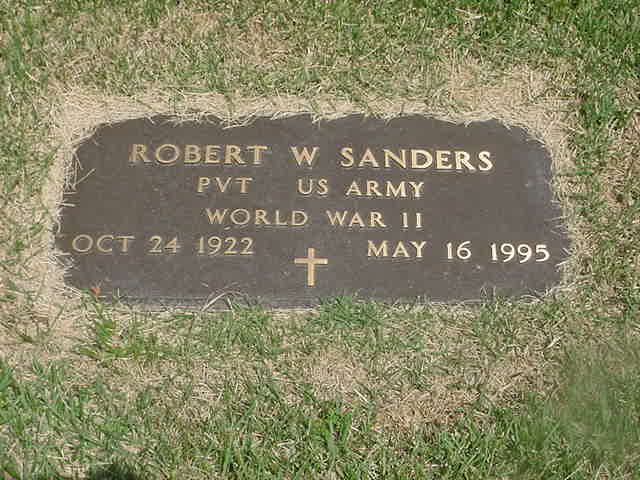 ROBERT W SANDERS
PVT US ARMY
WORLD WAR II
OCT 24 1922 MAY 16 1995